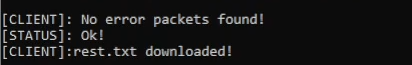 [CLIENT]: No error packets found!
[STATUS]: Ok!
[CLIENT]:rest.txt downloaded!